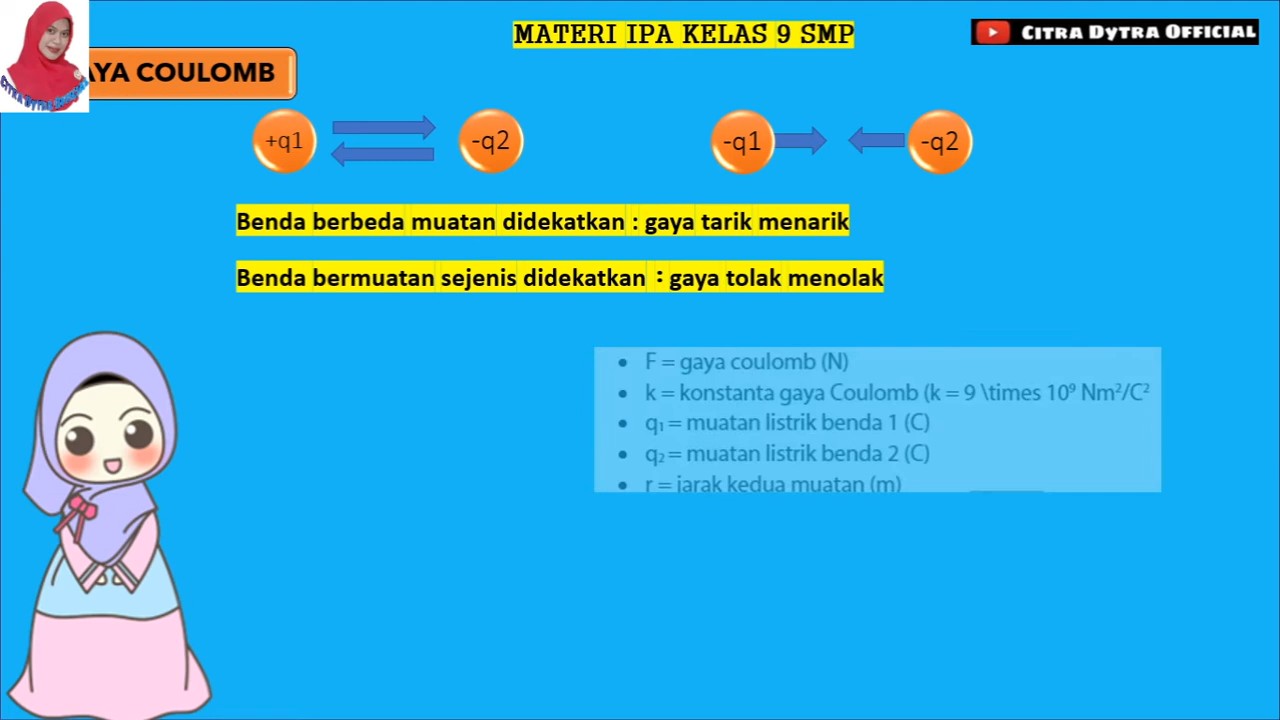 MATERI IPA KELAS 9 SMP
CITRA DYTRA OFFICIAL
AYA COULOMB
+q1
-q2
-q1
-q2
Benda berbeda muatan didekatkan : gaya tarik menarik
Benda bermuatan sejenis didekatkan : gaya tolak menolak
• F = gaya coulomb (N)
• k = konstanta gaya Coulomb (k = 9 \times 10⁹ Nm²/C²
• q₁ = muatan listrik benda 1 (C)
• q₂ = muatan listrik benda 2 (C)
• r = jarak kedua muatan (m)